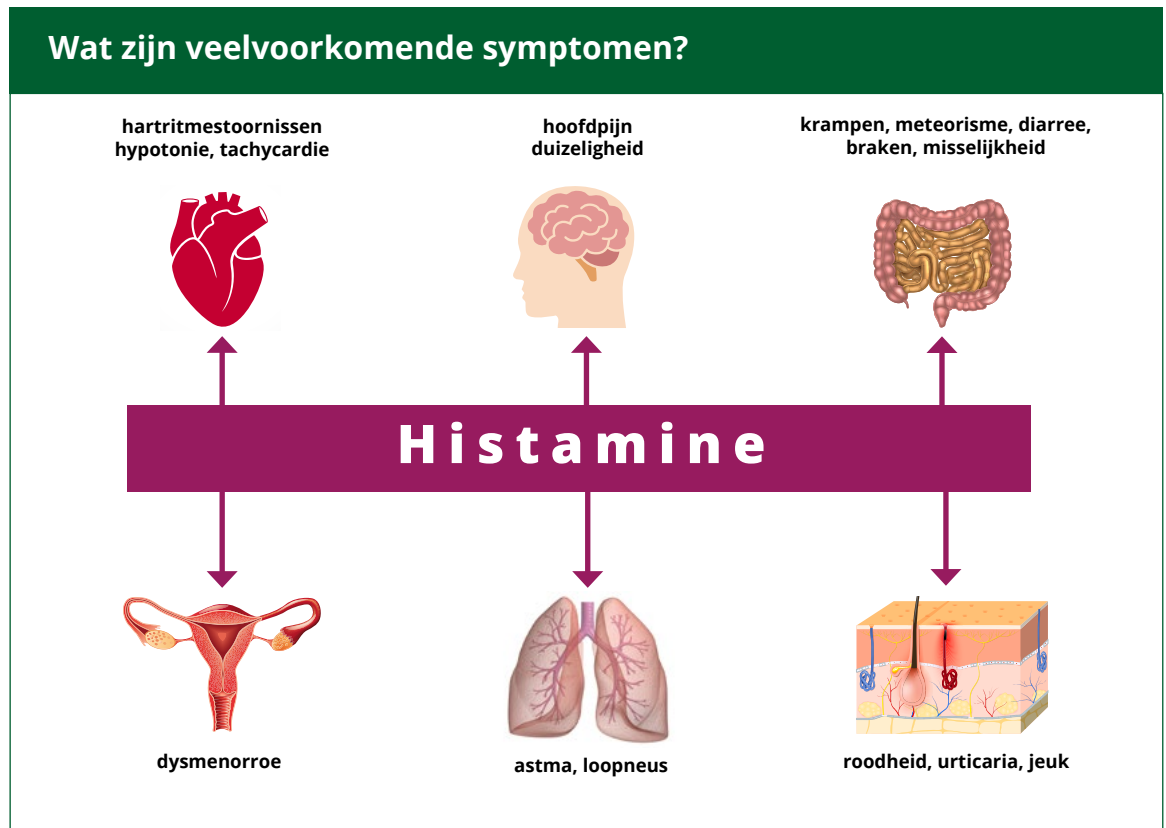 Wat zijn veelvoorkomende symptomen?
hartritmestoornissen
hypotonie, tachycardie
hoofdpijn
duizeligheid
krampen, meteorisme, diarree,
braken, misselijkheid
Histamine
dysmenorroe
astma, loopneus
roodheid, urticaria, jeuk